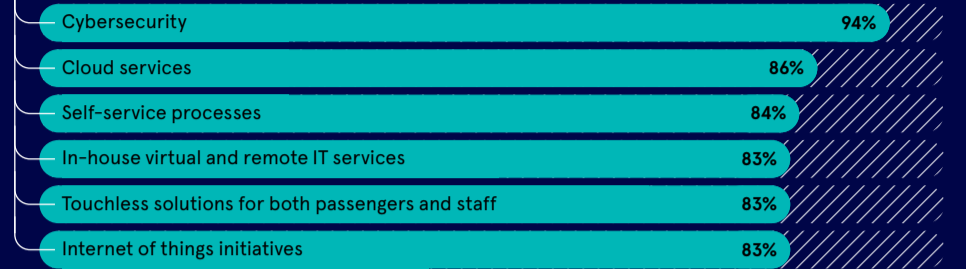 Cybersecurity 94%
Cloud services 86%
Self-service processes 84%
In-house virtual and remote IT services 83%
Touchless solutions for both passengers and staff 83%
Internet of things initiatives 83%